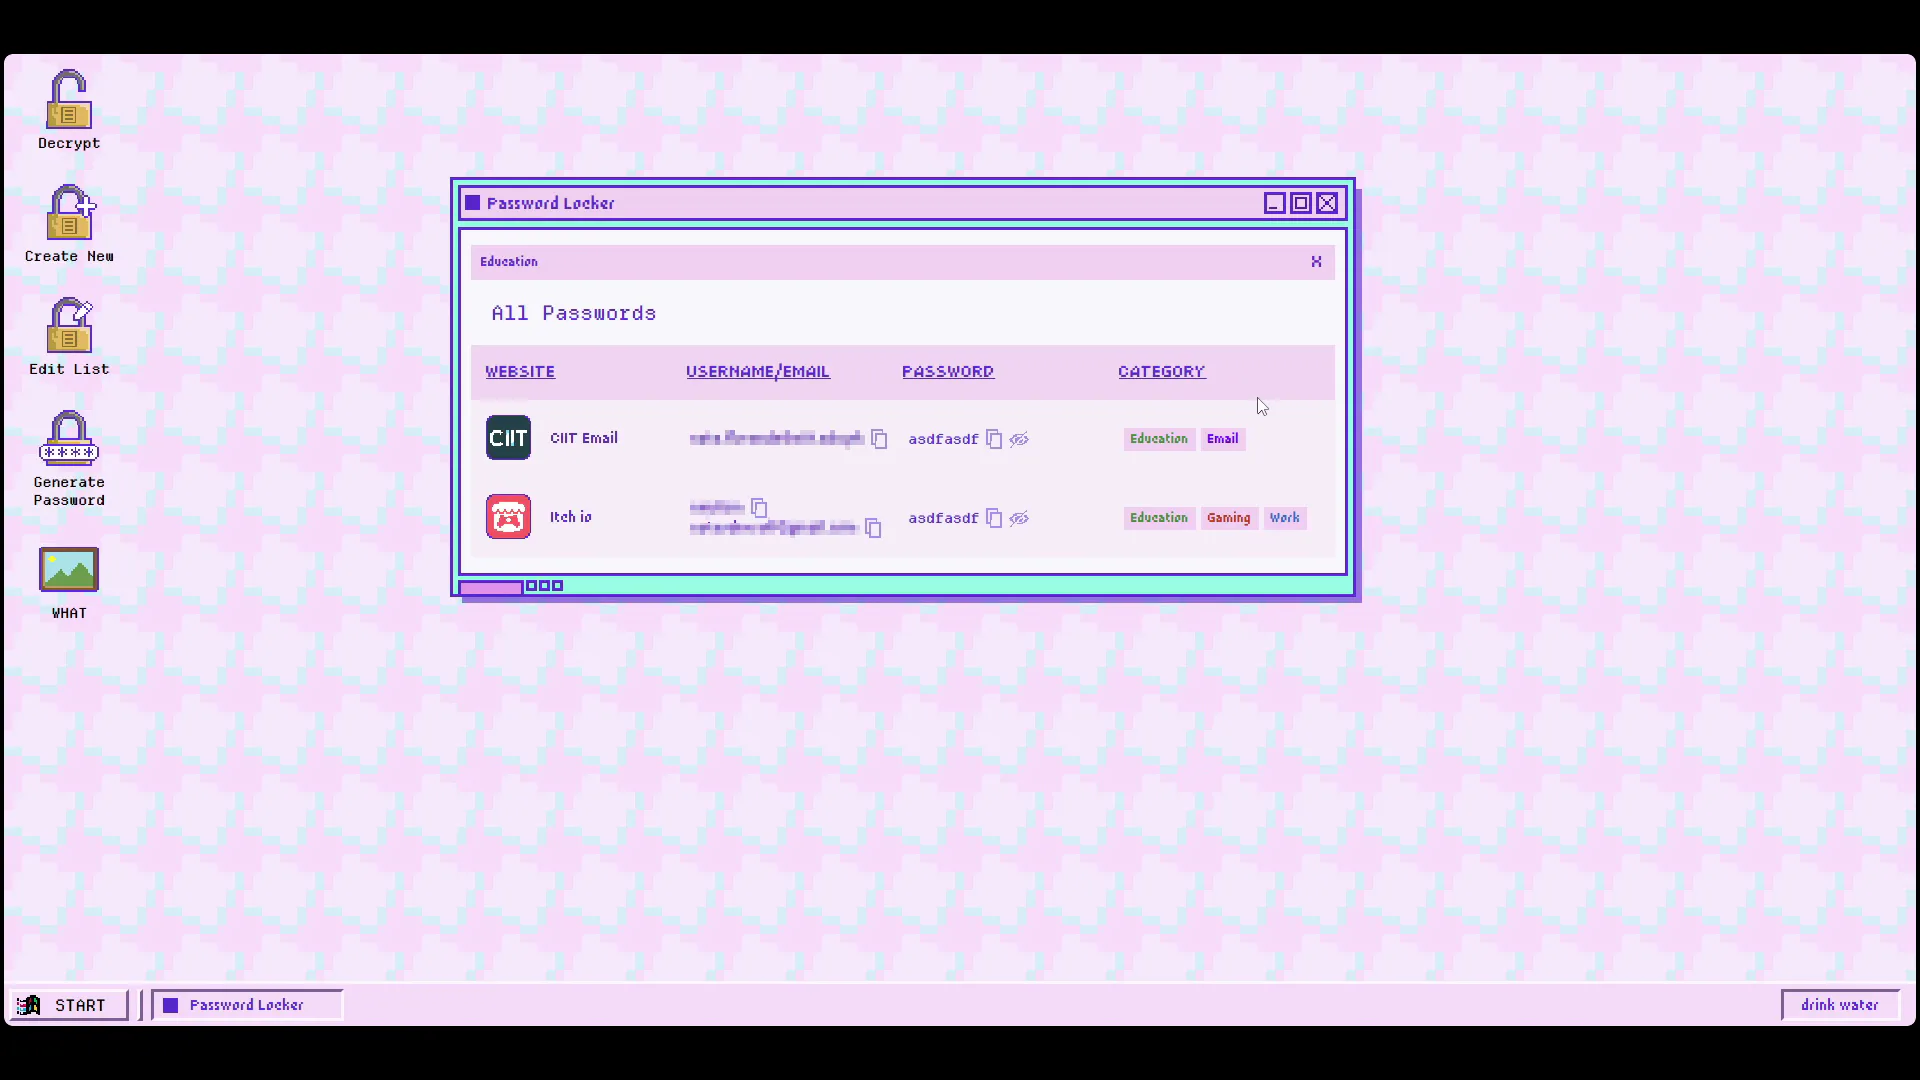 Decrypt
Create New
Edit List
Generate
Password
WHAT
Password Locker
Education X
All Passwords
WEBSITE USERNAME/EMAIL PASSWORD CATEGORY
CIIT CIIT Email asdfasdf Education Email
Itch io asdfasdf Education Gaming Work
START Password Locker drink water